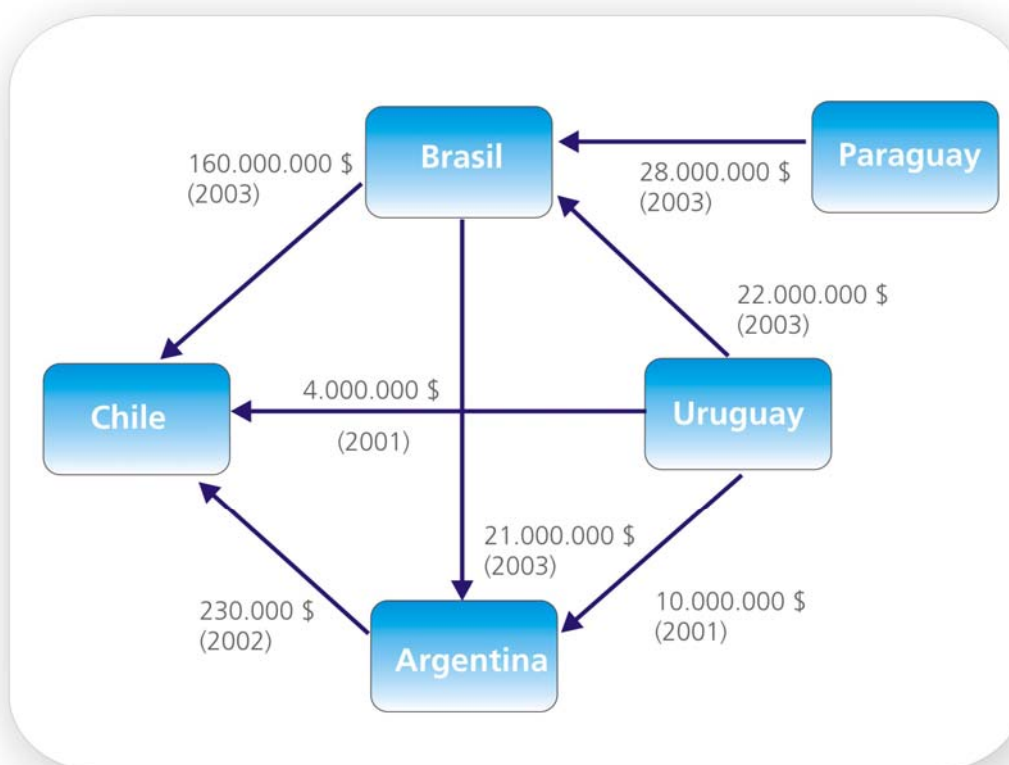 Brasil
Paraguay
160.000.000 $
(2003)
28.000.000 $
(2003)
22.000.000 $
(2003)
4.000.000 $
(2001)
Chile
Uruguay
21.000.000 $
(2003)
230.000 $
(2002)
10.000.000 $
(2001)
Argentina